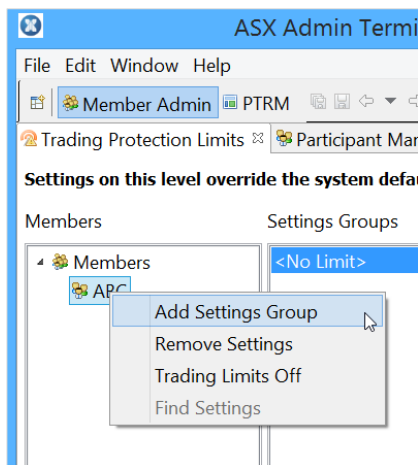 ASX Admin Termi
File Edit Window Help
Member Admin PTRM
Trading Protection Limits Participant Mar
Settings on this level override the system defau
Members Settings Groups
Members <No Limit>
ABC
Add Settings Group
Remove Settings
Trading Limits Off
Find Settings